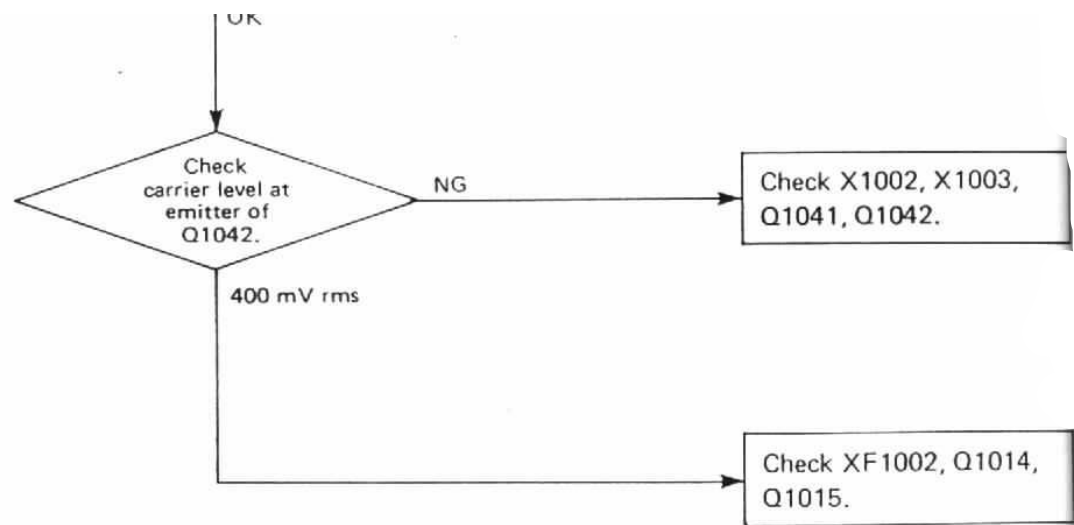 OK
Check
carrier level at
emitter of
Q1042.
NG
Check X1002, X1003,
Q1041, Q1042.
400 mV rms
Check XF1002, Q1014,
Q1015.